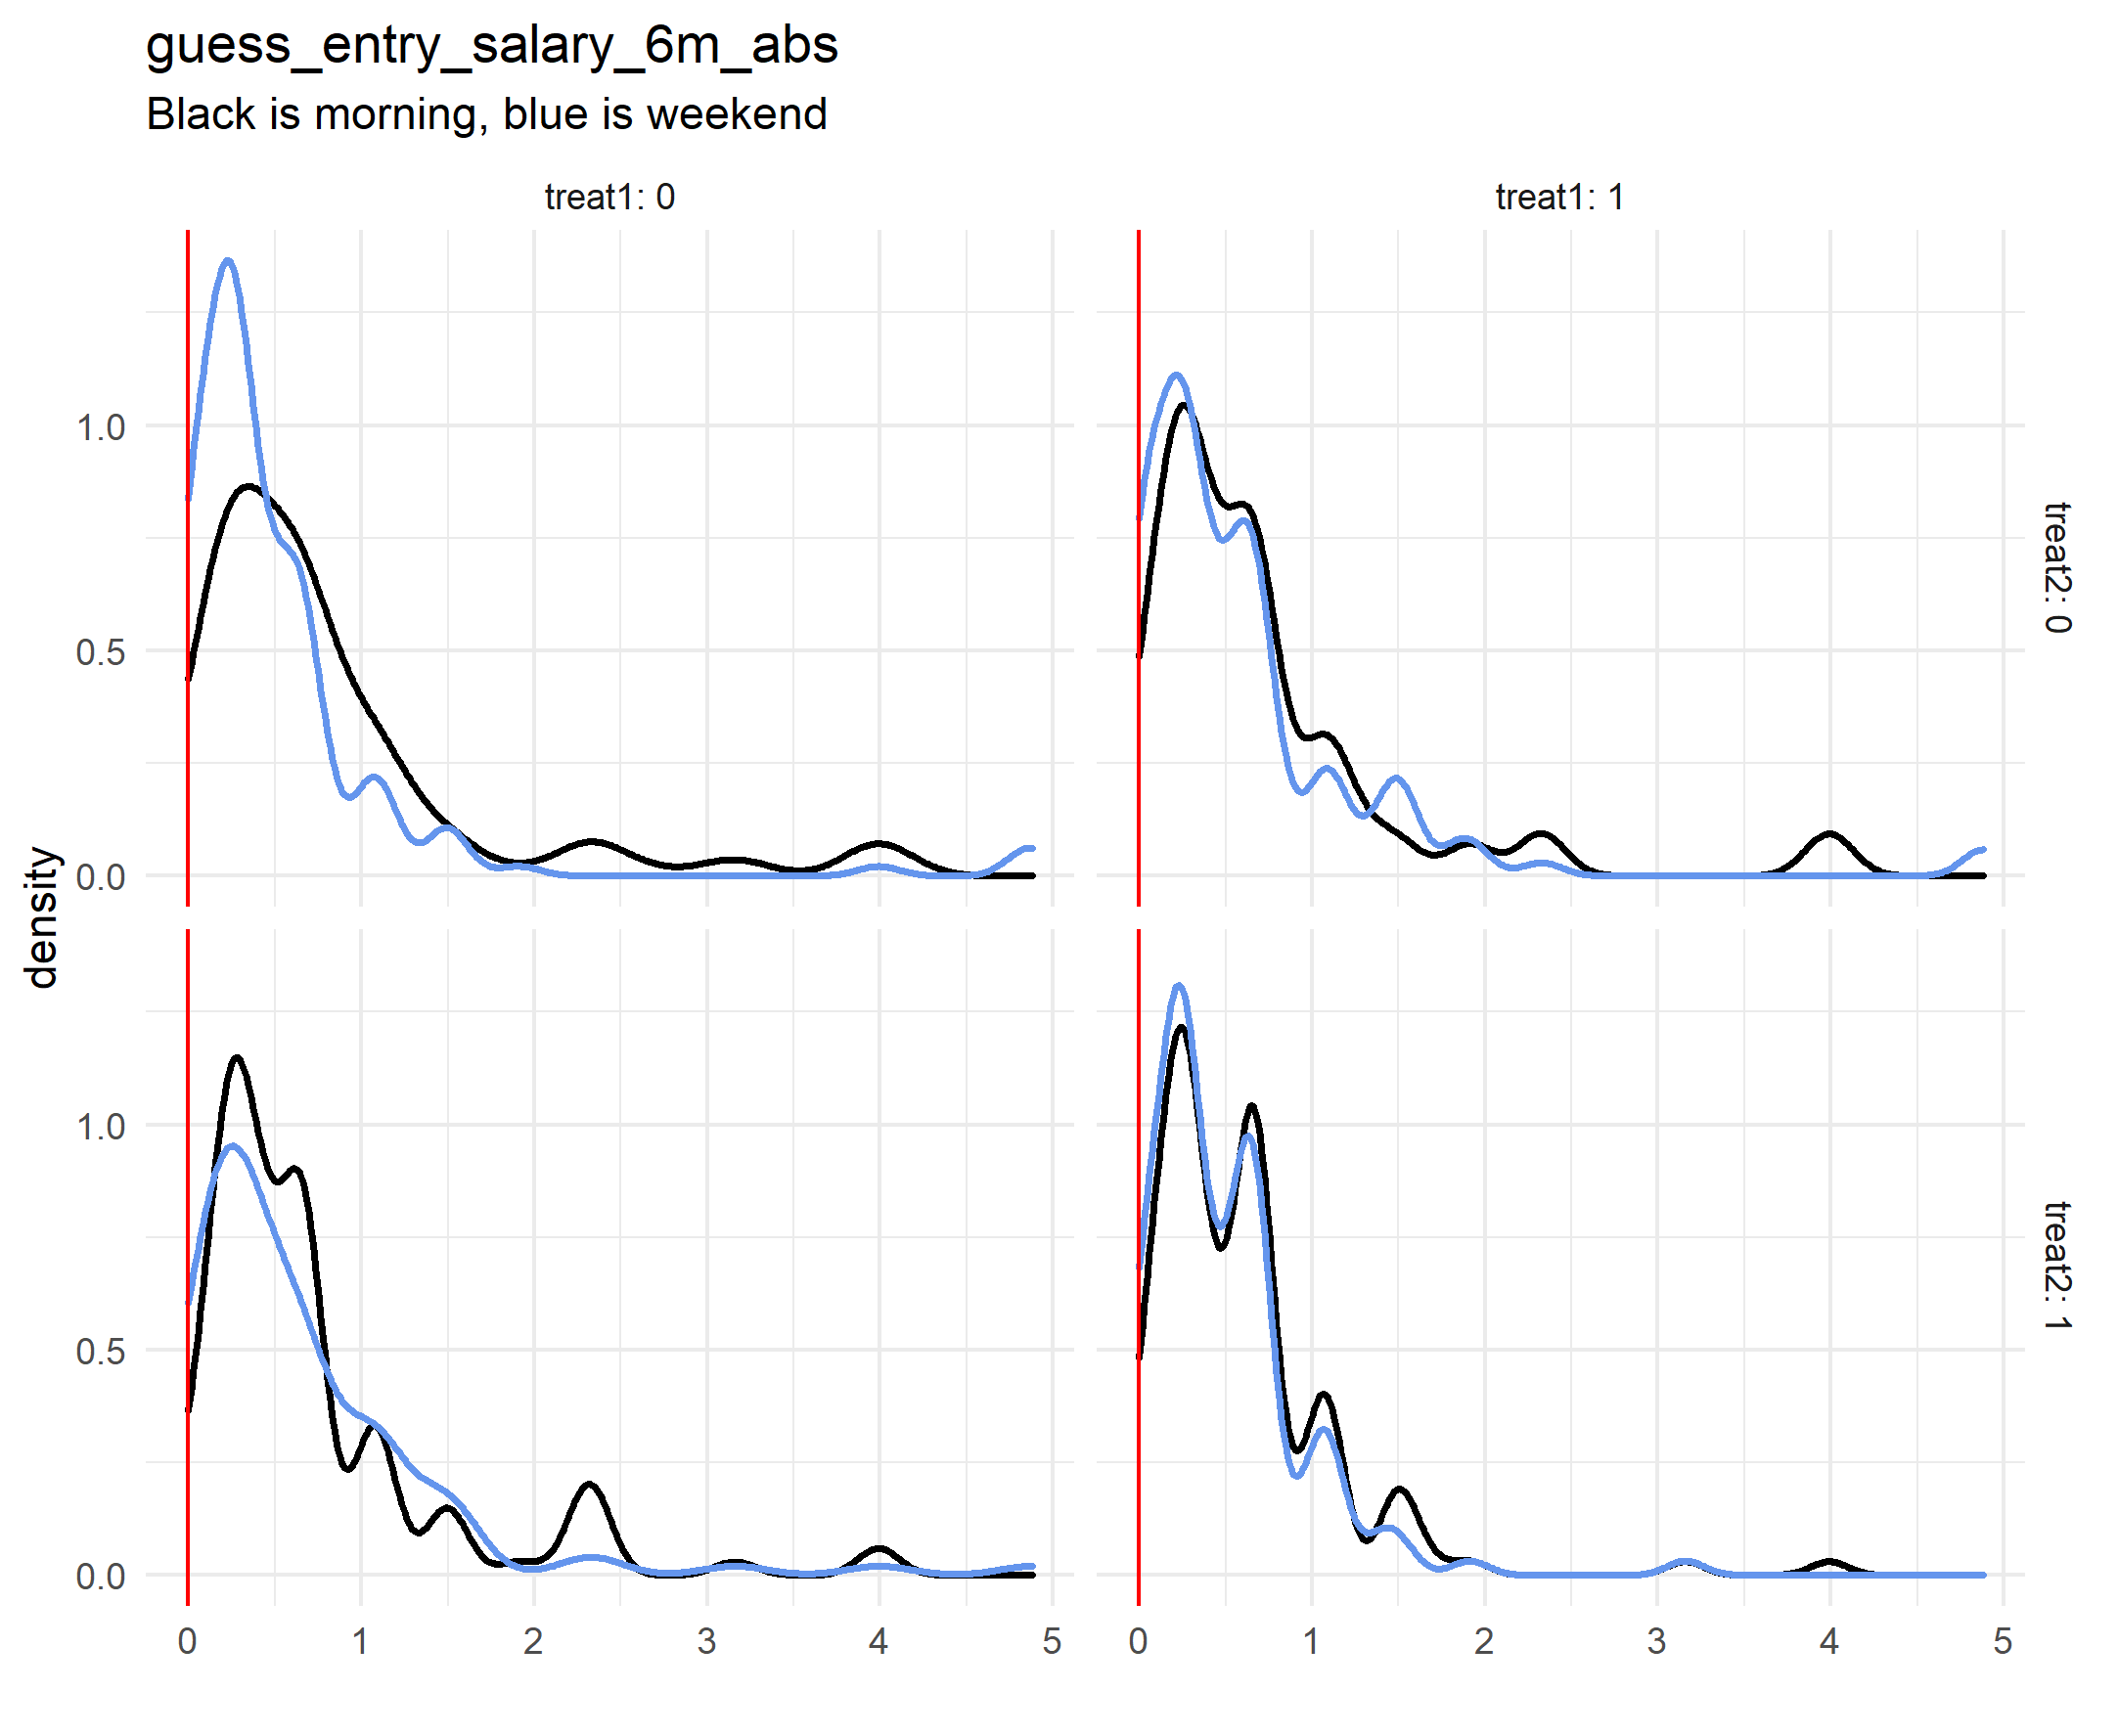 guess_entry_salary_6m_abs
Black is morning, blue is weekend
treat1: 0
treat1: 1
1.0
0.5
0.0
treat2: 0
density
1.0
0.5
0.0
treat2: 1
0 1 2 3 4 5
0 1 2 3 4 5